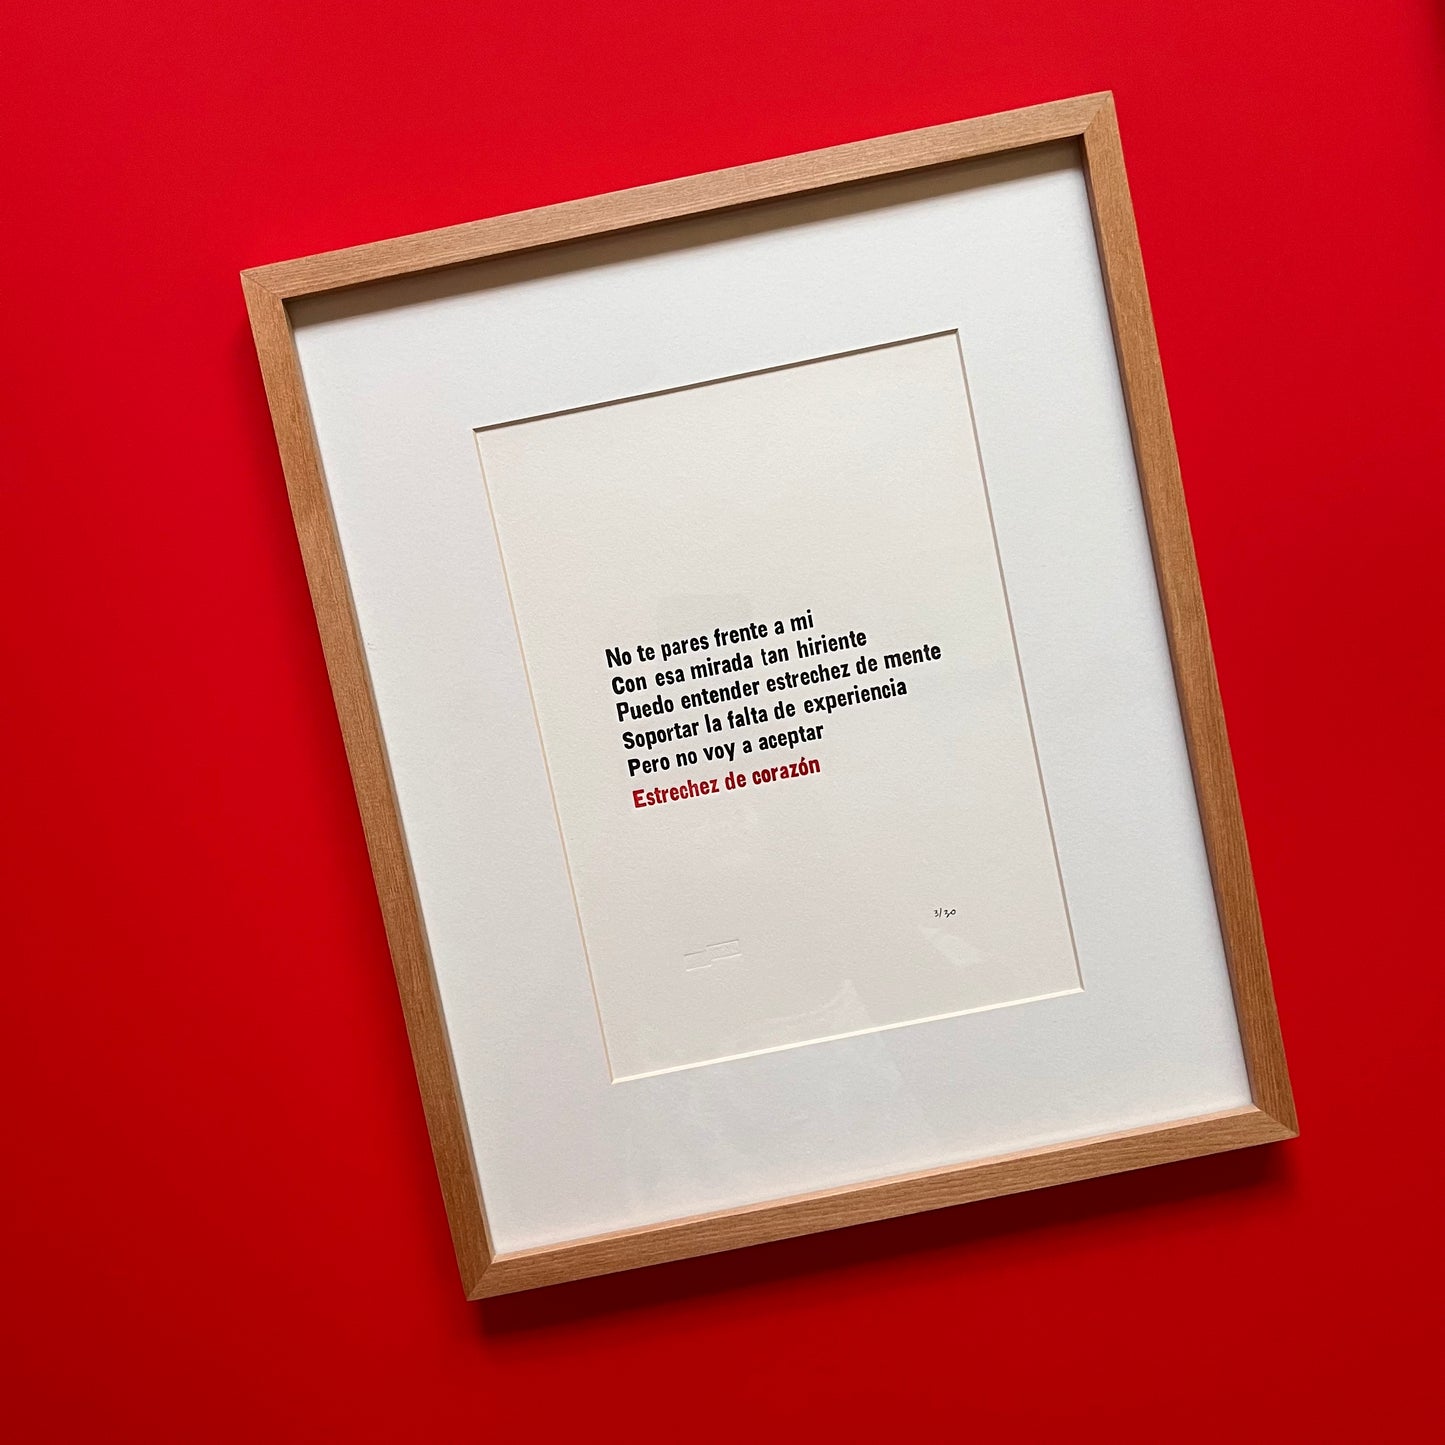 No te pares frente a mi
Con esa mirada tan hiriente
Puedo entender estrechez de mente
Soportar la falta de experiencia
Pero no voy a aceptar
Estrechez de corazón
3/30